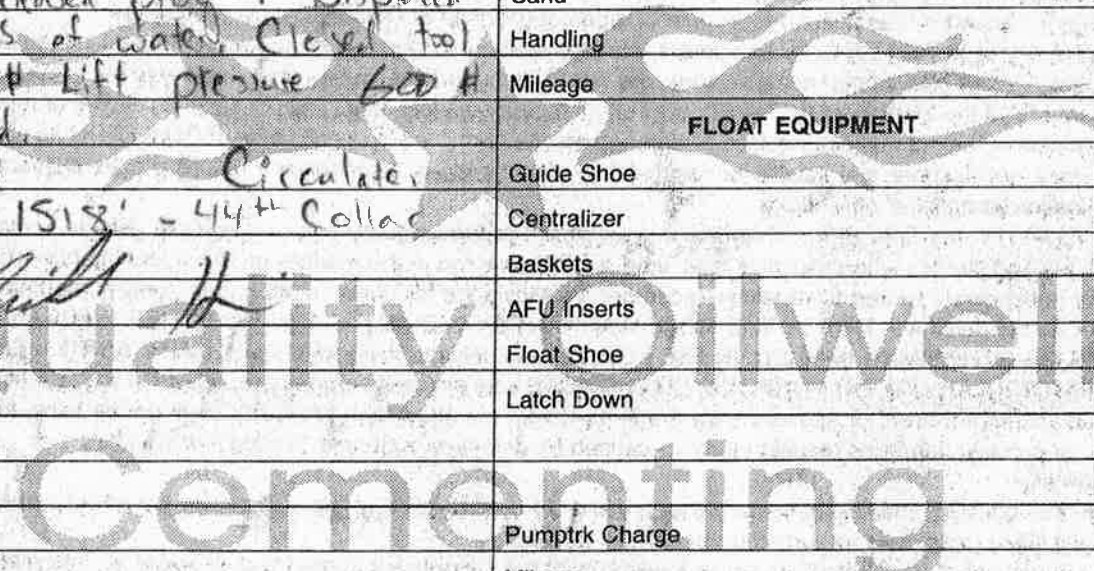 plug
Sand
of water. Closed tool
Handling
# Lift pressure 600 #
Mileage
FLOAT EQUIPMENT
Circulate.
Guide Shoe
1518' - 44th Collar
Centralizer
Baskets
AFU Inserts
uality Oilwell
Float Shoe
Latch Down
Cementing
Pumptrk Charge